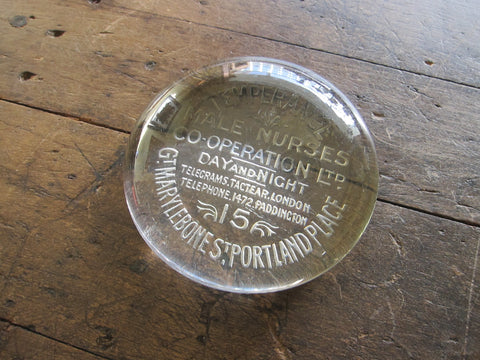 TEMPERANCE
MALE NURSES
CO-OPERATION LTD
DAY AND NIGHT
TELEGRAMS, TACTEAR, LONDON
TELEPHONE, 1472, PADDINGTON
15
GT MARYLEBONE ST PORTLAND PLACE